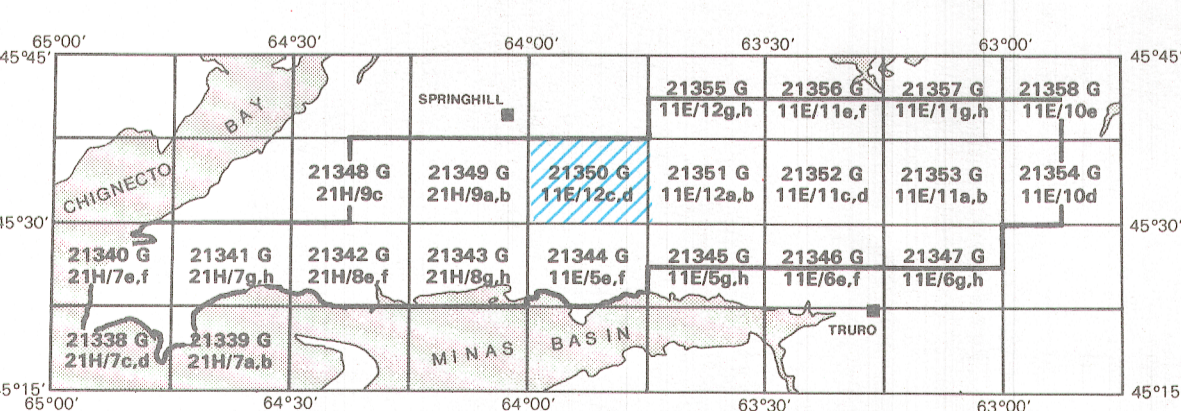 65°00′ 64°30′ 64°00′ 63°30′ 63°00′
45°45′ 45°45′
SPRINGHILL
21355 G 21356 G 21357 G 21358 G
11E/12g,h 11E/11e,f 11E/11g,h 11E/10e
CHIGNECTO BAY
21348 G 21349 G 21350 G 21351 G 21352 G 21353 G 21354 G
21H/9c 21H/9a,b 11E/12c,d 11E/12a,b 11E/11c,d 11E/11a,b 11E/10d
45°30′ 45°30′
21340 G 21341 G 21342 G 21343 G 21344 G 21345 G 21346 G 21347 G
21H/7e,f 21H/7g,h 21H/8e,f 21H/8g,h 11E/5e,f 11E/5g,h 11E/6e,f 11E/6g,h
TRURO
21338 G 21339 G
21H/7c,d 21H/7a,b
MINAS BASIN
45°15′ 45°15′
65°00′ 64°30′ 64°00′ 63°30′ 63°00′